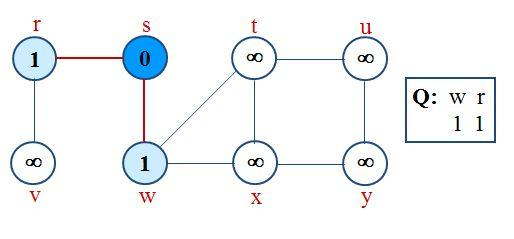 r s t u
1 0 ∞ ∞
Q: w r
1 1
∞ 1 ∞ ∞
v w x y